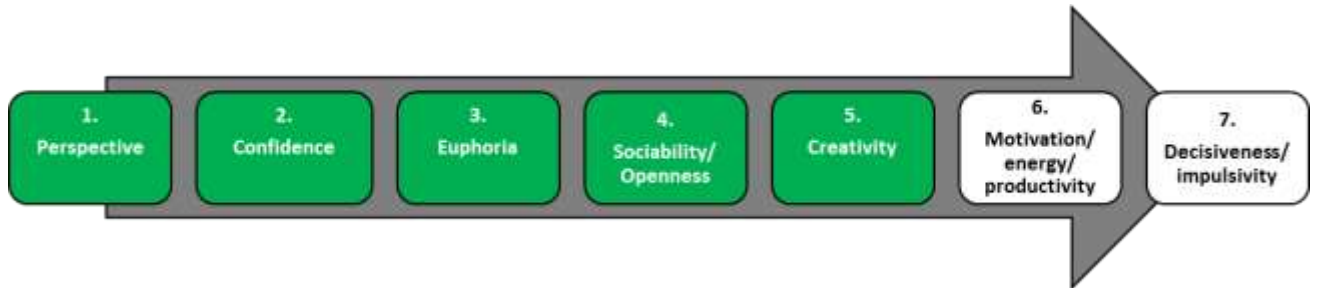 1.
Perspective
2.
Confidence
3.
Euphoria
4.
Sociability/
Openness
5.
Creativity
6.
Motivation/
energy/
productivity
7.
Decisiveness/
impulsivity